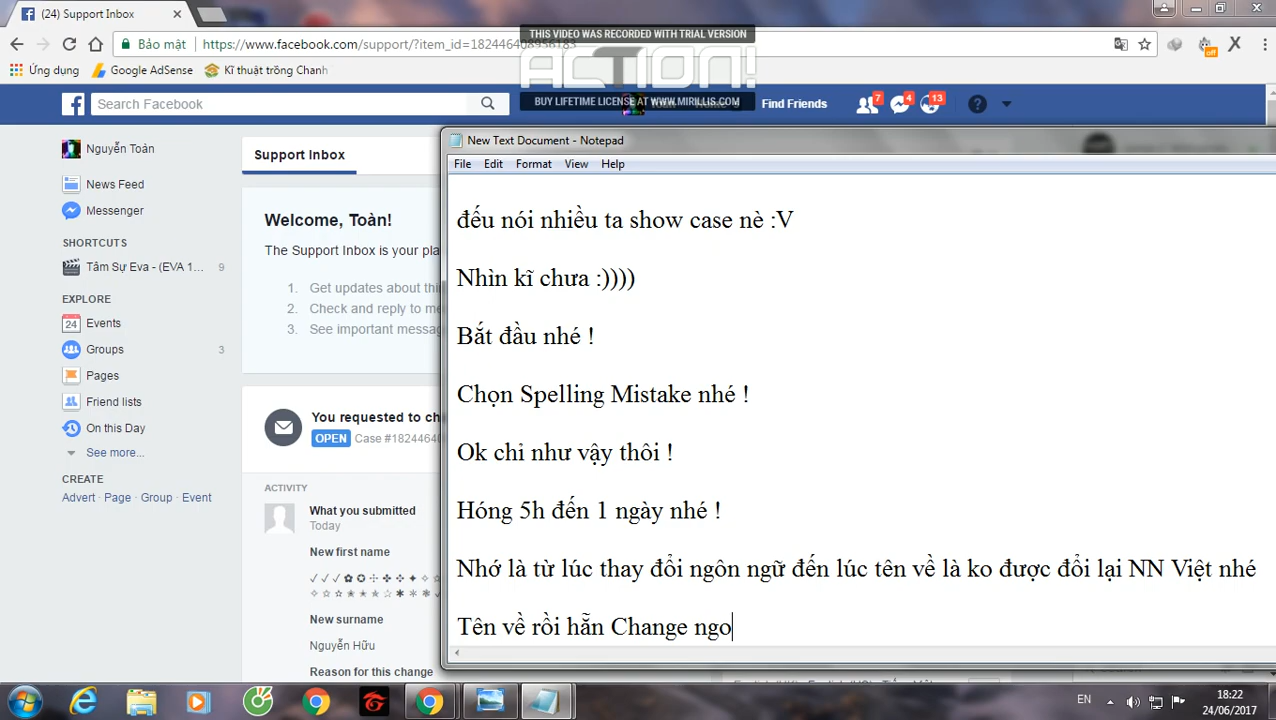 (24) Support Inbox
THIS VIDEO WAS RECORDED WITH TRIAL VERSION
ACTION!
BUY LIFETIME LICENSE AT WWW.MIRILLIS.COM
Bảo mật
https://www.facebook.com/support/?item_id=182446408956183
Ứng dụng
Google AdSense
Kĩ thuật trồng Chanh
off
Search Facebook
Find Friends
7
4
13
Nguyễn Toàn
News Feed
Messenger
SHORTCUTS
Tâm Sự Eva - (EVA 1... 9
EXPLORE
24 Events
Groups 3
Pages
Friend lists
On this Day
See more...
CREATE
Advert · Page · Group · Event
Support Inbox
Welcome, Toàn!
The Support Inbox is your pla
1. Get updates about thi
2. Check and reply to me
3. See important messag
You requested to ch
OPEN Case #18244640
ACTIVITY
What you submitted
Today
New first name
New surname
Nguyễn Hữu
Reason for this change
New Text Document - Notepad
File Edit Format View Help
đếu nói nhiều ta show case nè :V
Nhìn kĩ chưa :))))
Bắt đầu nhé !
Chọn Spelling Mistake nhé !
Ok chỉ như vậy thôi !
Hóng 5h đến 1 ngày nhé !
Nhớ là từ lúc thay đổi ngôn ngữ đến lúc tên về là ko được đổi lại NN Việt nhé
Tên về rồi hẵn Change ngo
EN
18:22
24/06/2017